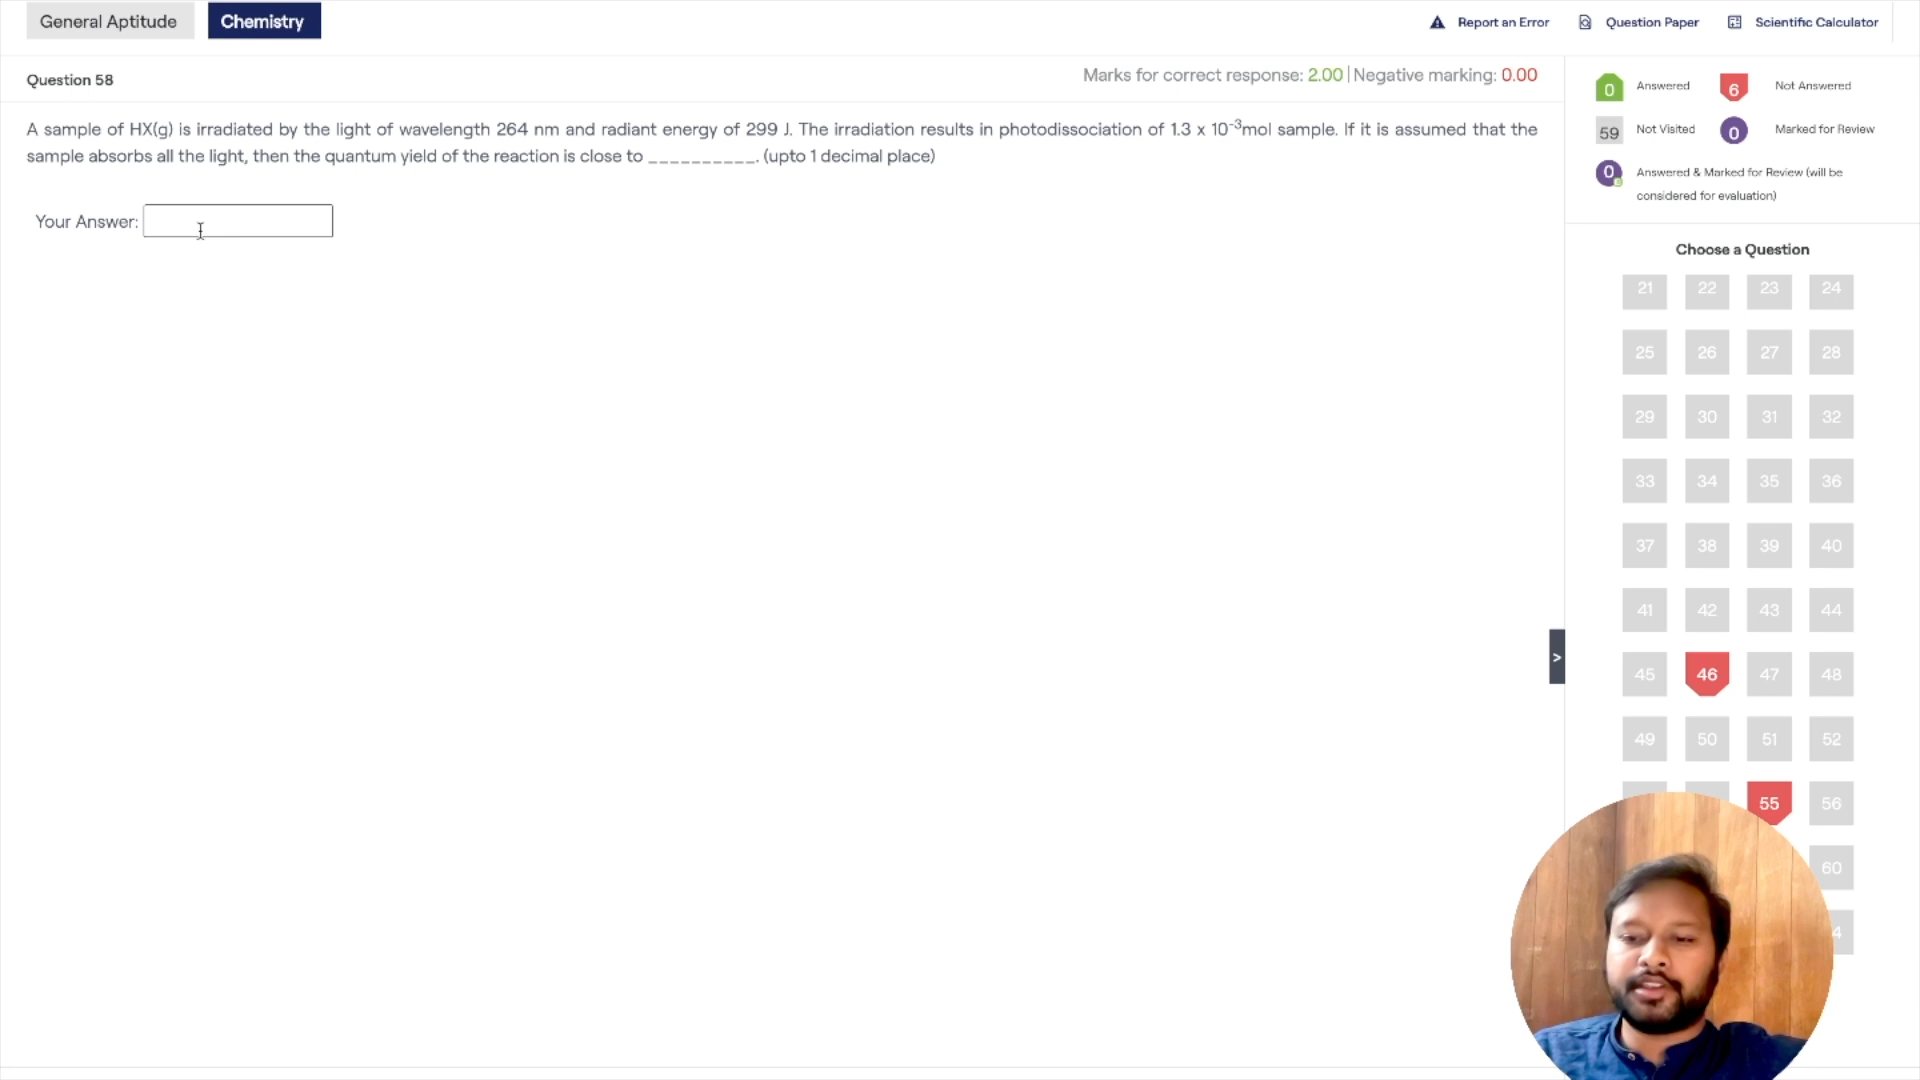 General Aptitude
Chemistry
Report an Error
Question Paper
Scientific Calculator
Question 58
Marks for correct response: 2.00 | Negative marking: 0.00
A sample of HX(g) is irradiated by the light of wavelength 264 nm and radiant energy of 299 J. The irradiation results in photodissociation of 1.3 x 10⁻³mol sample. If it is assumed that the
sample absorbs all the light, then the quantum yield of the reaction is close to __________. (upto 1 decimal place)
Your Answer:
0 Answered
6 Not Answered
59 Not Visited
0 Marked for Review
0 Answered & Marked for Review (will be
considered for evaluation)
Choose a Question
21 22 23 24
25 26 27 28
29 30 31 32
33 34 35 36
37 38 39 40
41 42 43 44
>
45 46 47 48
49 50 51 52
55 56
60
4